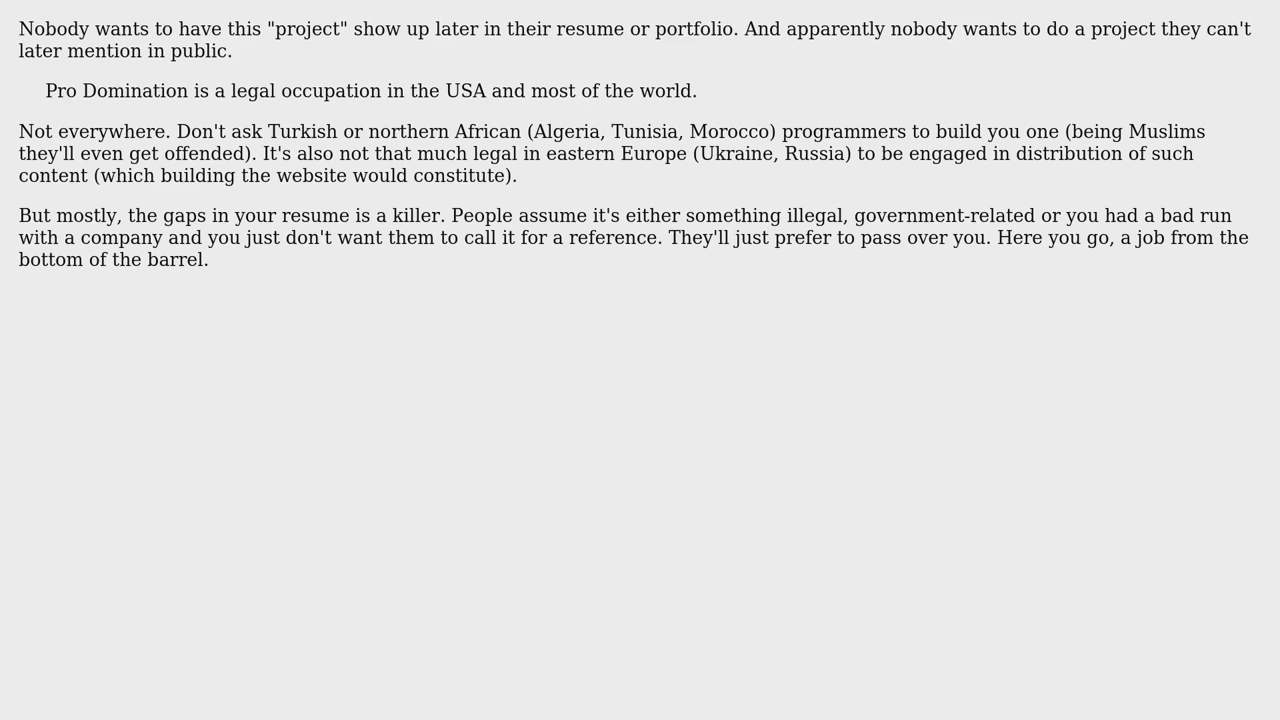 Nobody wants to have this "project" show up later in their resume or portfolio. And apparently nobody wants to do a project they can't
later mention in public.
Pro Domination is a legal occupation in the USA and most of the world.
Not everywhere. Don't ask Turkish or northern African (Algeria, Tunisia, Morocco) programmers to build you one (being Muslims
they'll even get offended). It's also not that much legal in eastern Europe (Ukraine, Russia) to be engaged in distribution of such
content (which building the website would constitute).
But mostly, the gaps in your resume is a killer. People assume it's either something illegal, government-related or you had a bad run
with a company and you just don't want them to call it for a reference. They'll just prefer to pass over you. Here you go, a job from the
bottom of the barrel.